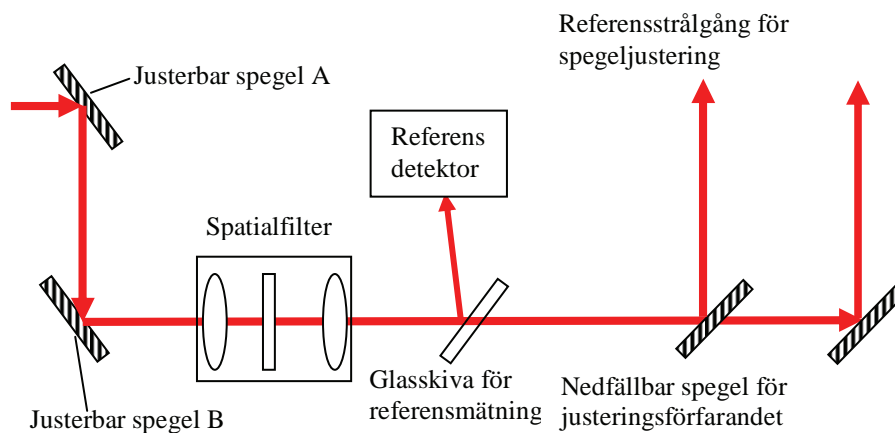 Referensstrålgång för
spegeljustering
Justerbar spegel A
Referens
detektor
Spatialfilter
Glasskiva för
referensmätning
Nedfällbar spegel för
justeringsförfarandet
Justerbar spegel B